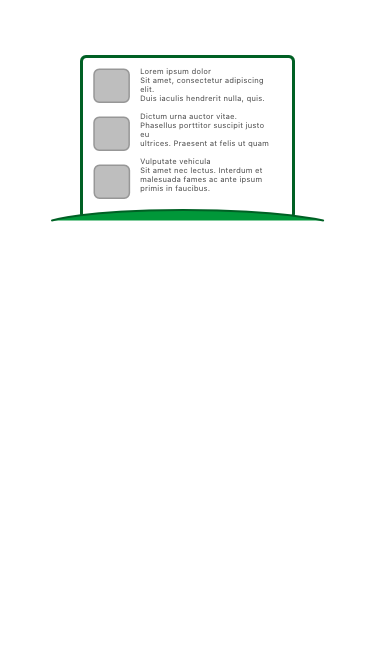 Lorem ipsum dolor
Sit amet, consectetur adipiscing
elit.
Duis iaculis hendrerit nulla, quis.
Dictum urna auctor vitae.
Phasellus porttitor suscipit justo
eu
ultrices. Praesent at felis ut quam
Vulputate vehicula
Sit amet nec lectus. Interdum et
malesuada fames ac ante ipsum
primis in faucibus.